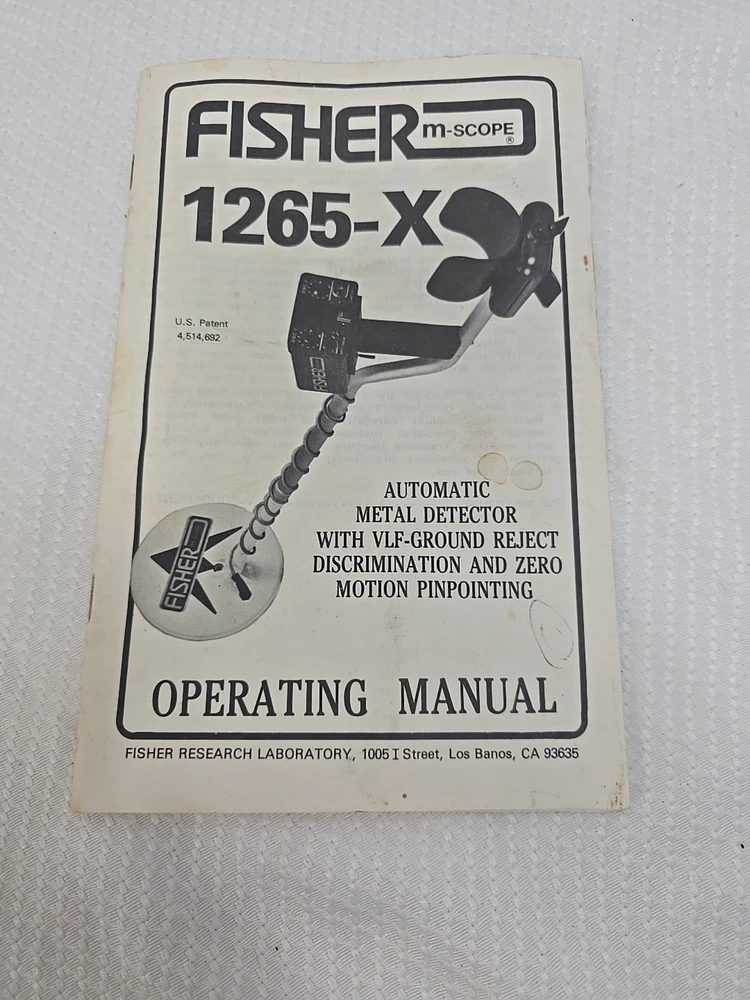 FISHER m-SCOPE®
1265-X
U.S. Patent
4,514,692
FISHER
FISHER
AUTOMATIC
METAL DETECTOR
WITH VLF-GROUND REJECT
DISCRIMINATION AND ZERO
MOTION PINPOINTING
OPERATING MANUAL
FISHER RESEARCH LABORATORY, 1005 I Street, Los Banos, CA 93635